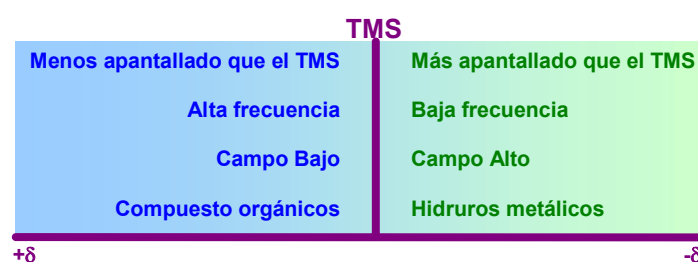 TMS
Menos apantallado que el TMS
Más apantallado que el TMS
Alta frecuencia
Baja frecuencia
Campo Bajo
Campo Alto
Compuesto orgánicos
Hidruros metálicos
+δ
-δ